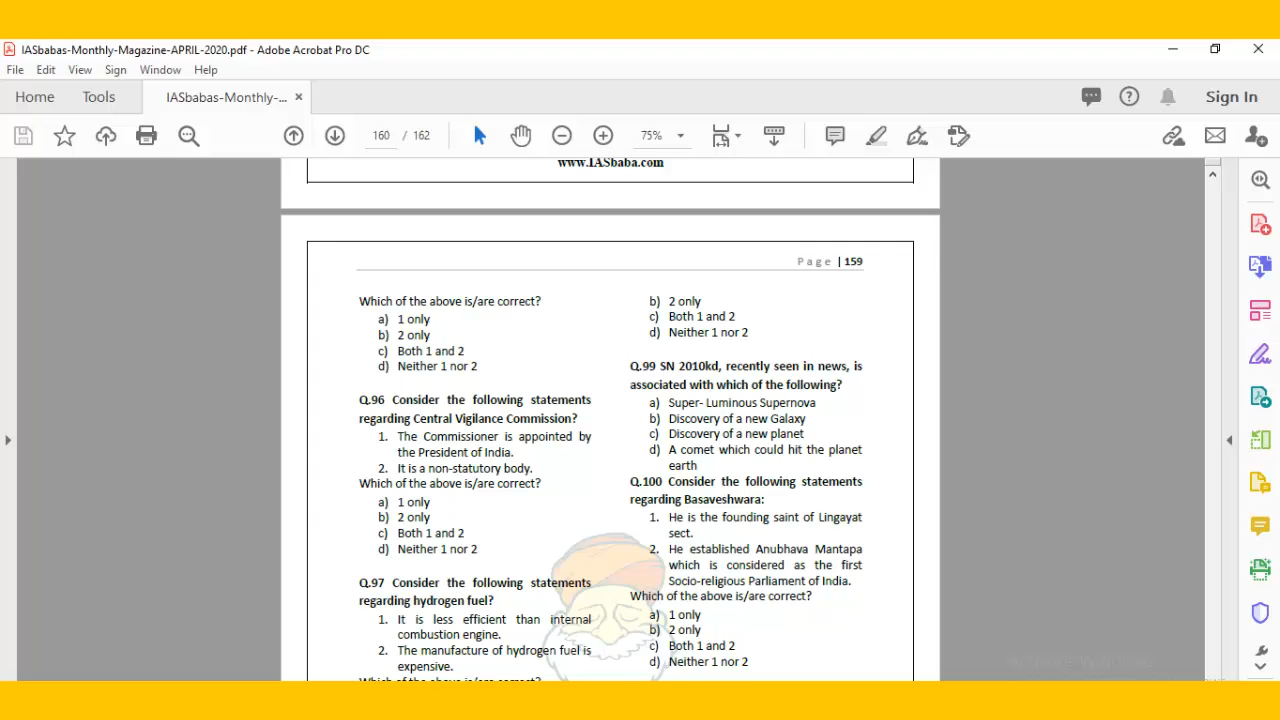 IASbabas-Monthly-Magazine-APRIL-2020.pdf - Adobe Acrobat Pro DC
File Edit View Sign Window Help
Home Tools IASbabas-Monthly-... × Sign In
160 / 162 75%
www.IASbaba.com
Page | 159
Which of the above is/are correct?
a) 1 only
b) 2 only
c) Both 1 and 2
d) Neither 1 nor 2
Q.96 Consider the following statements
regarding Central Vigilance Commission?
1. The Commissioner is appointed by
the President of India.
2. It is a non-statutory body.
Which of the above is/are correct?
a) 1 only
b) 2 only
c) Both 1 and 2
d) Neither 1 nor 2
Q.97 Consider the following statements
regarding hydrogen fuel?
1. It is less efficient than internal
combustion engine.
2. The manufacture of hydrogen fuel is
expensive.
Which of the above is/are correct?
b) 2 only
c) Both 1 and 2
d) Neither 1 nor 2
Q.99 SN 2010kd, recently seen in news, is
associated with which of the following?
a) Super- Luminous Supernova
b) Discovery of a new Galaxy
c) Discovery of a new planet
d) A comet which could hit the planet
earth
Q.100 Consider the following statements
regarding Basaveshwara:
1. He is the founding saint of Lingayat
sect.
2. He established Anubhava Mantapa
which is considered as the first
Socio-religious Parliament of India.
Which of the above is/are correct?
a) 1 only
b) 2 only
c) Both 1 and 2
d) Neither 1 nor 2